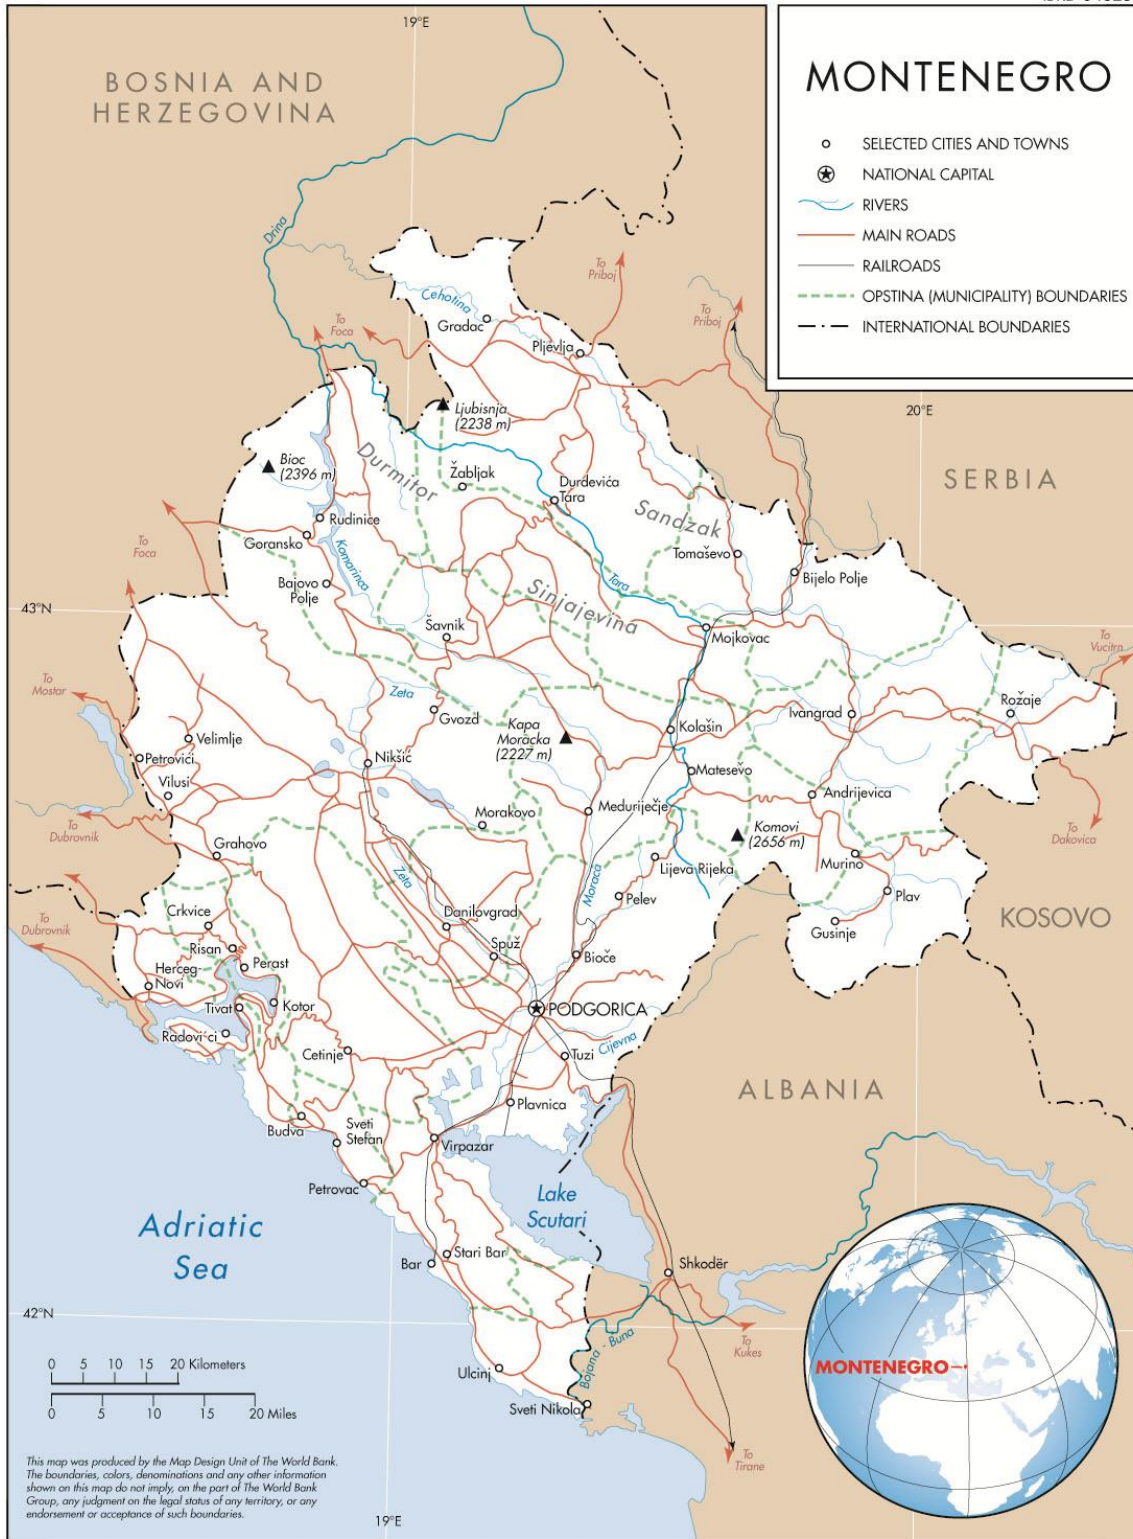 19°E
BOSNIA AND
HERZEGOVINA
MONTENEGRO
SELECTED CITIES AND TOWNS
NATIONAL CAPITAL
RIVERS
MAIN ROADS
RAILROADS
OPSTINA (MUNICIPALITY) BOUNDARIES
INTERNATIONAL BOUNDARIES
Drina
To
Priboj
To
Priboj
Ćehotina
Gradac
To
Foca
Pljevlja
Ljubisnja
(2238 m)
20°E
Bioc
(2396 m)
Durmitor
Žabljak
Durdevića
Tara
SERBIA
Sandzak
Rudinice
Goransko
To
Foca
Komarinca
Tomaševo
Bijelo Polje
Bajovo
Polje
Tara
Sinjajevina
43°N
Šavnik
Mojkovac
To
Vucitrn
To
Mostar
Zeta
Gvozd
Kapa
Moracka
(2227 m)
Kolašin
Ivangrad
Rožaje
Velimlje
Petrovići
Nikšić
Matesevo
Vilusi
Andrijevica
Morakovo
Meduriječje
To
Dubrovnik
Komovi
(2656 m)
To
Dakovica
Grahovo
Zeta
Lijeva Rijeka
Murino
Morača
Pelev
Plav
Crkvice
Danilovgrad
Gusinje
KOSOVO
To
Dubrovnik
Risan
Spuž
Bioče
Perast
Herceg-
Novi
Kotor
Tivat
PODGORICA
Radovići
Cijevna
Cetinje
Tuzi
ALBANIA
Plavnica
Budva
Sveti
Stefan
Virpazar
Petrovac
Lake
Scutari
Adriatic
Sea
Stari Bar
Bar
Shkodër
42°N
Bojana - Buna
To
Kukes
0 5 10 15 20 Kilometers
0 5 10 15 20 Miles
Ulcinj
Sveti Nikola
MONTENEGRO
To
Tirane
This map was produced by the Map Design Unit of The World Bank.
The boundaries, colors, denominations and any other information
shown on this map do not imply, on the part of The World Bank
Group, any judgment on the legal status of any territory, or any
endorsement or acceptance of such boundaries.
19°E